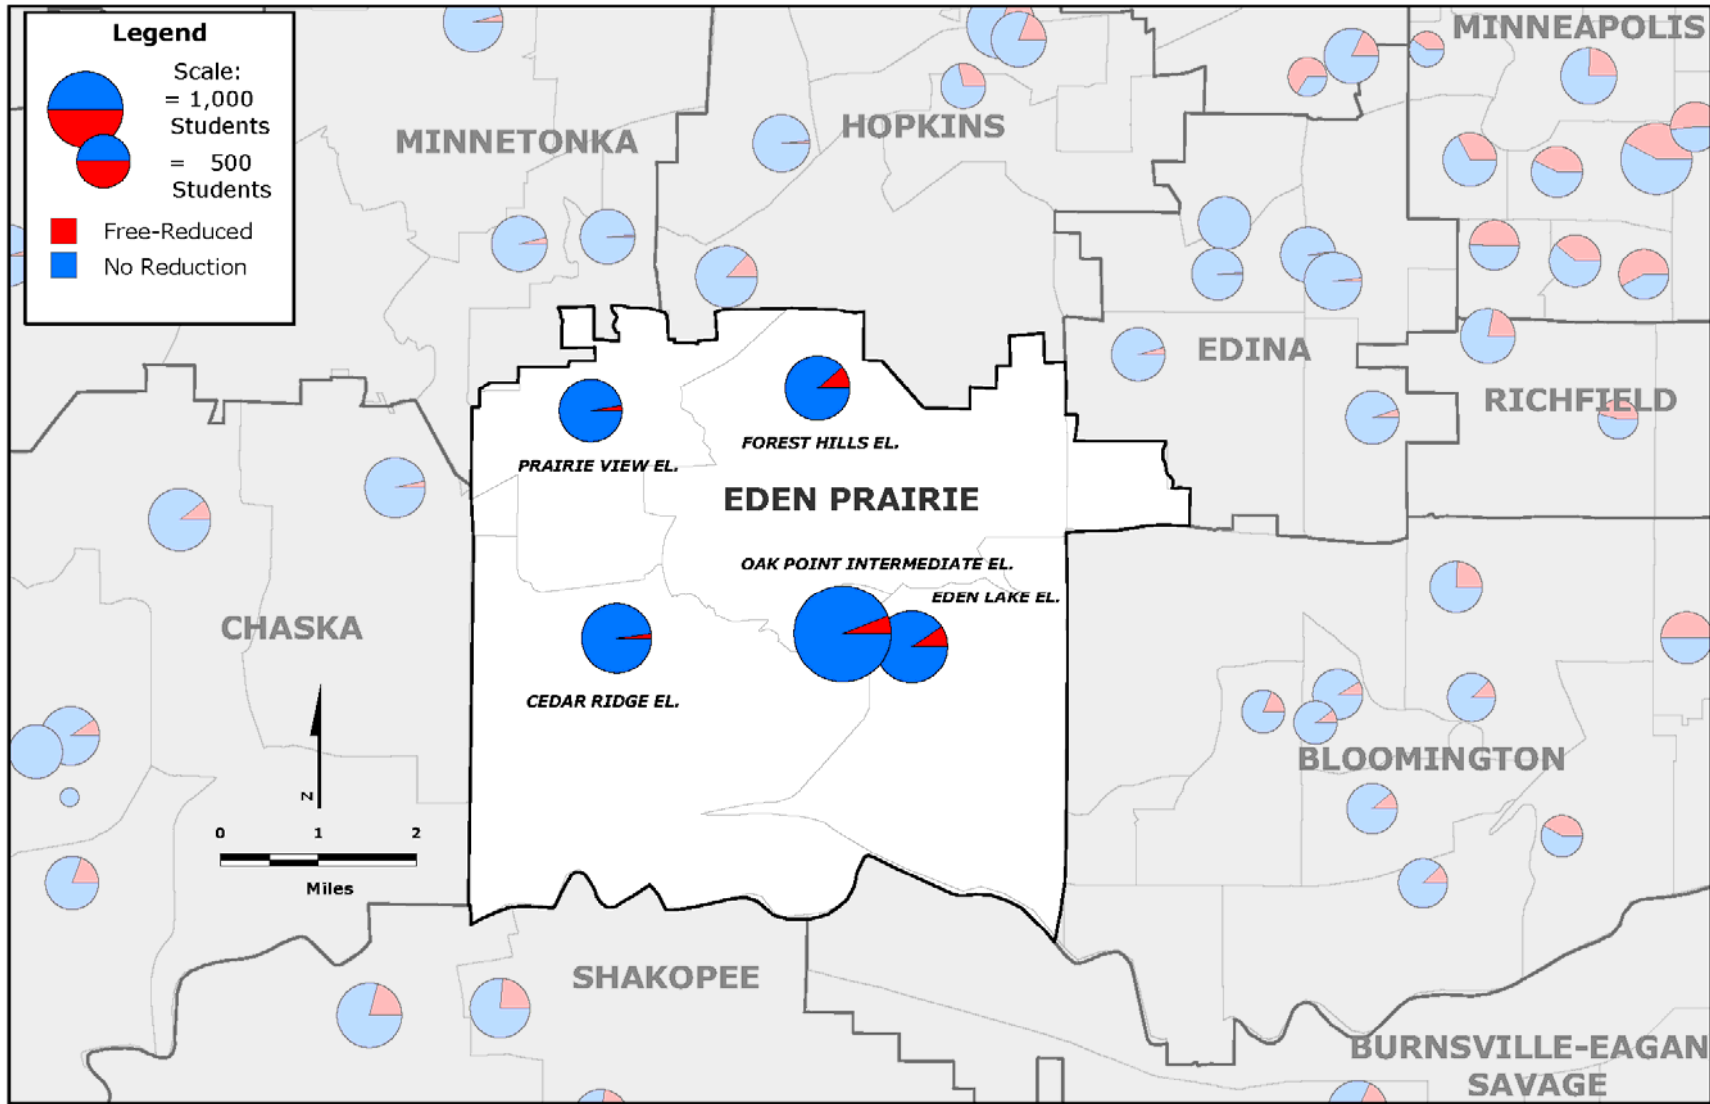 Legend
Scale:
= 1,000
Students
= 500
Students
Free-Reduced
No Reduction
MINNEAPOLIS
HOPKINS
MINNETONKA
EDINA
RICHFIELD
FOREST HILLS EL.
PRAIRIE VIEW EL.
EDEN PRAIRIE
OAK POINT INTERMEDIATE EL.
EDEN LAKE EL.
CHASKA
CEDAR RIDGE EL.
BLOOMINGTON
N
0 1 2
Miles
SHAKOPEE
BURNSVILLE-EAGAN
SAVAGE